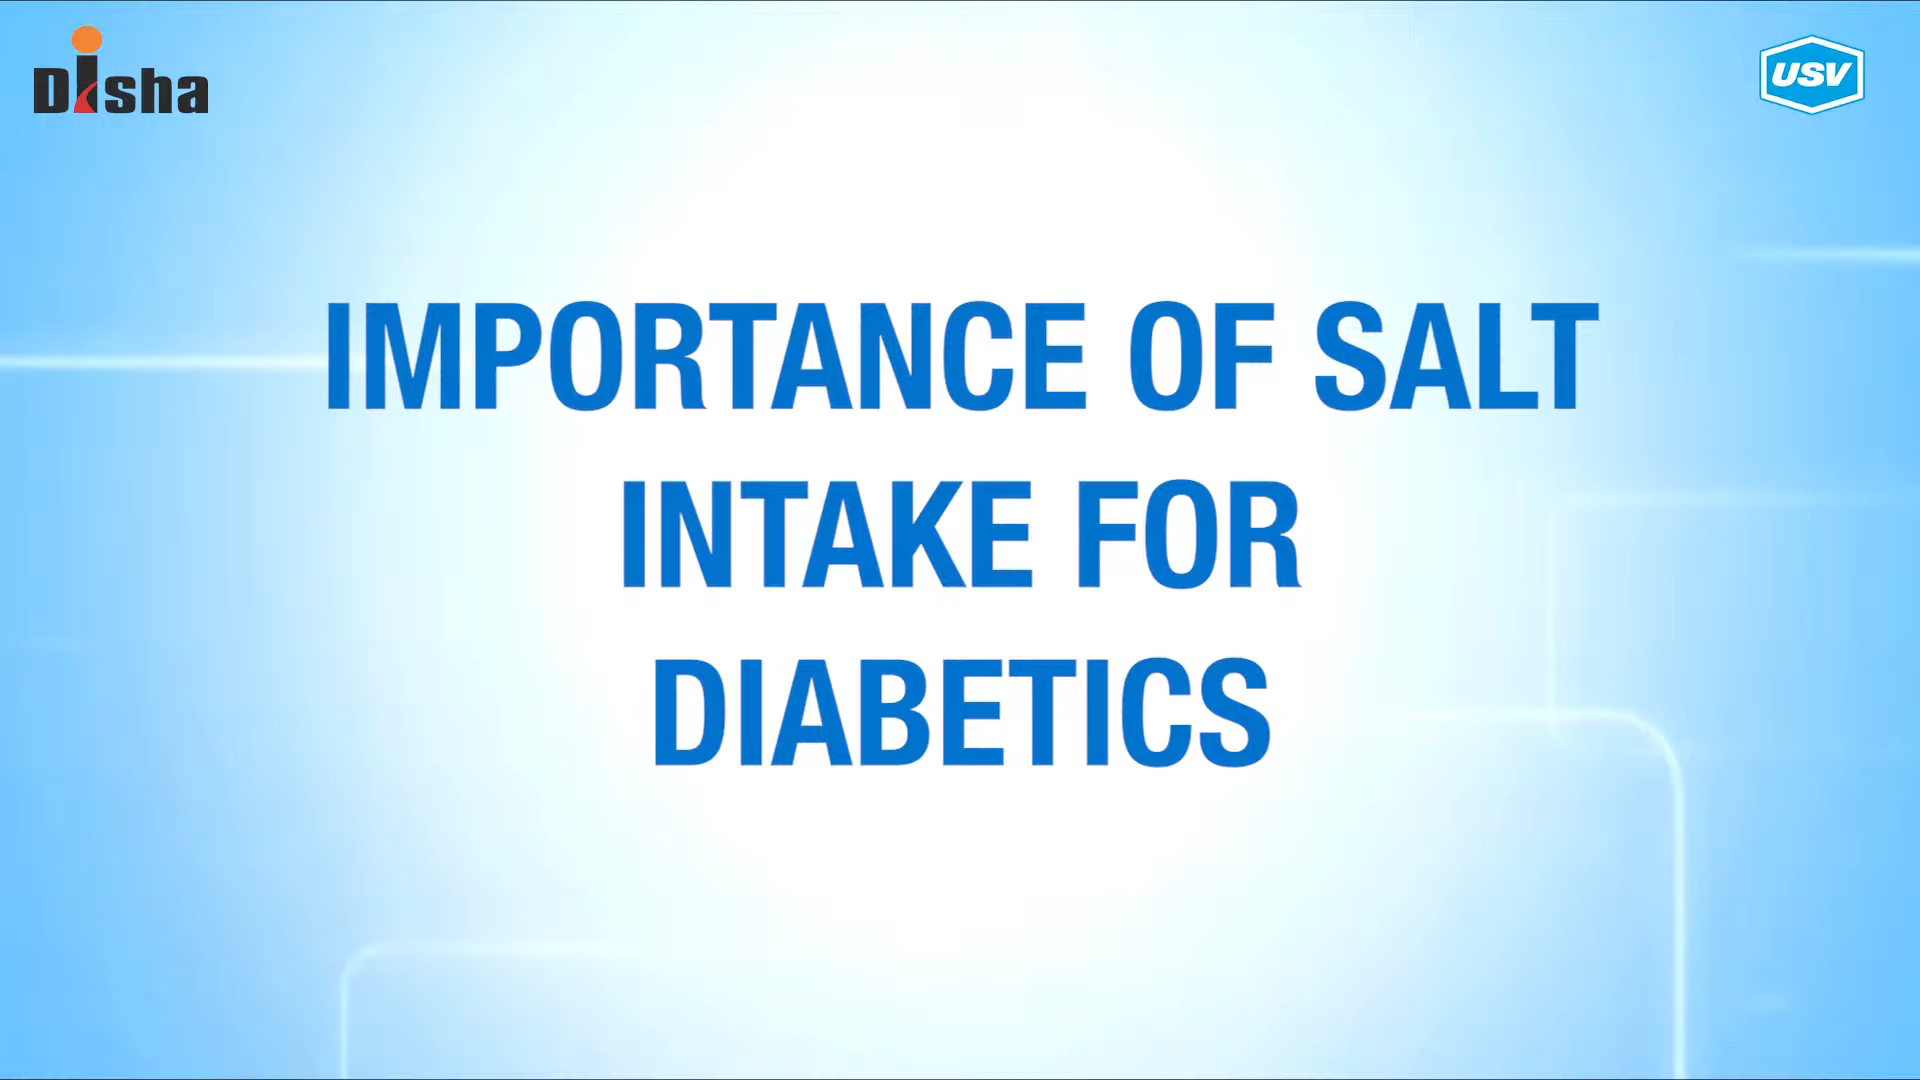 Disha
USV
IMPORTANCE OF SALT
INTAKE FOR
DIABETICS